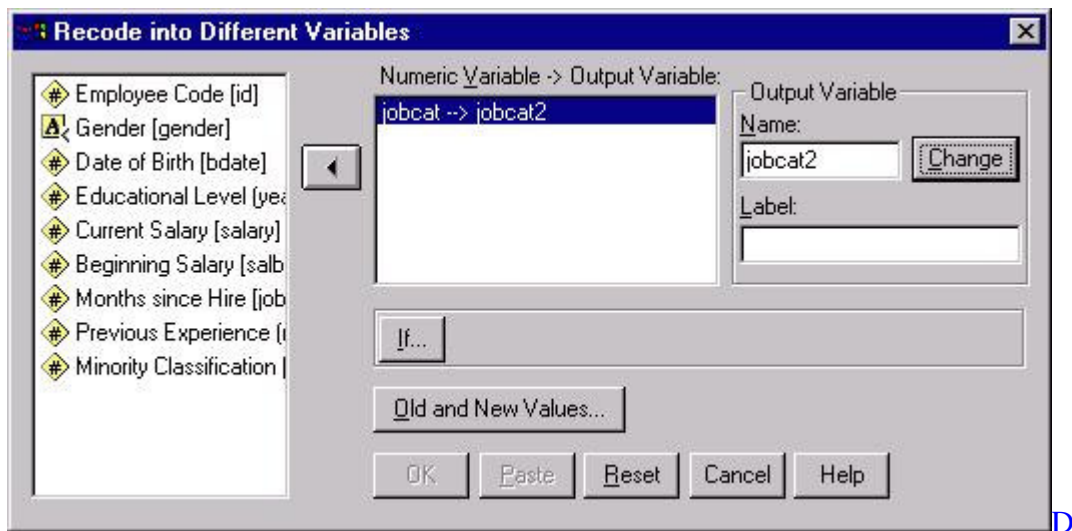 Recode into Different Variables
Employee Code [id]
Gender [gender]
Date of Birth [bdate]
Educational Level (yea
Current Salary [salary]
Beginning Salary [salb
Months since Hire [job
Previous Experience (
Minority Classification [
Numeric Variable -> Output Variable:
jobcat --> jobcat2
Output Variable
Name:
jobcat2
Change
Label:
If...
Old and New Values...
OK
Paste
Reset
Cancel
Help
D